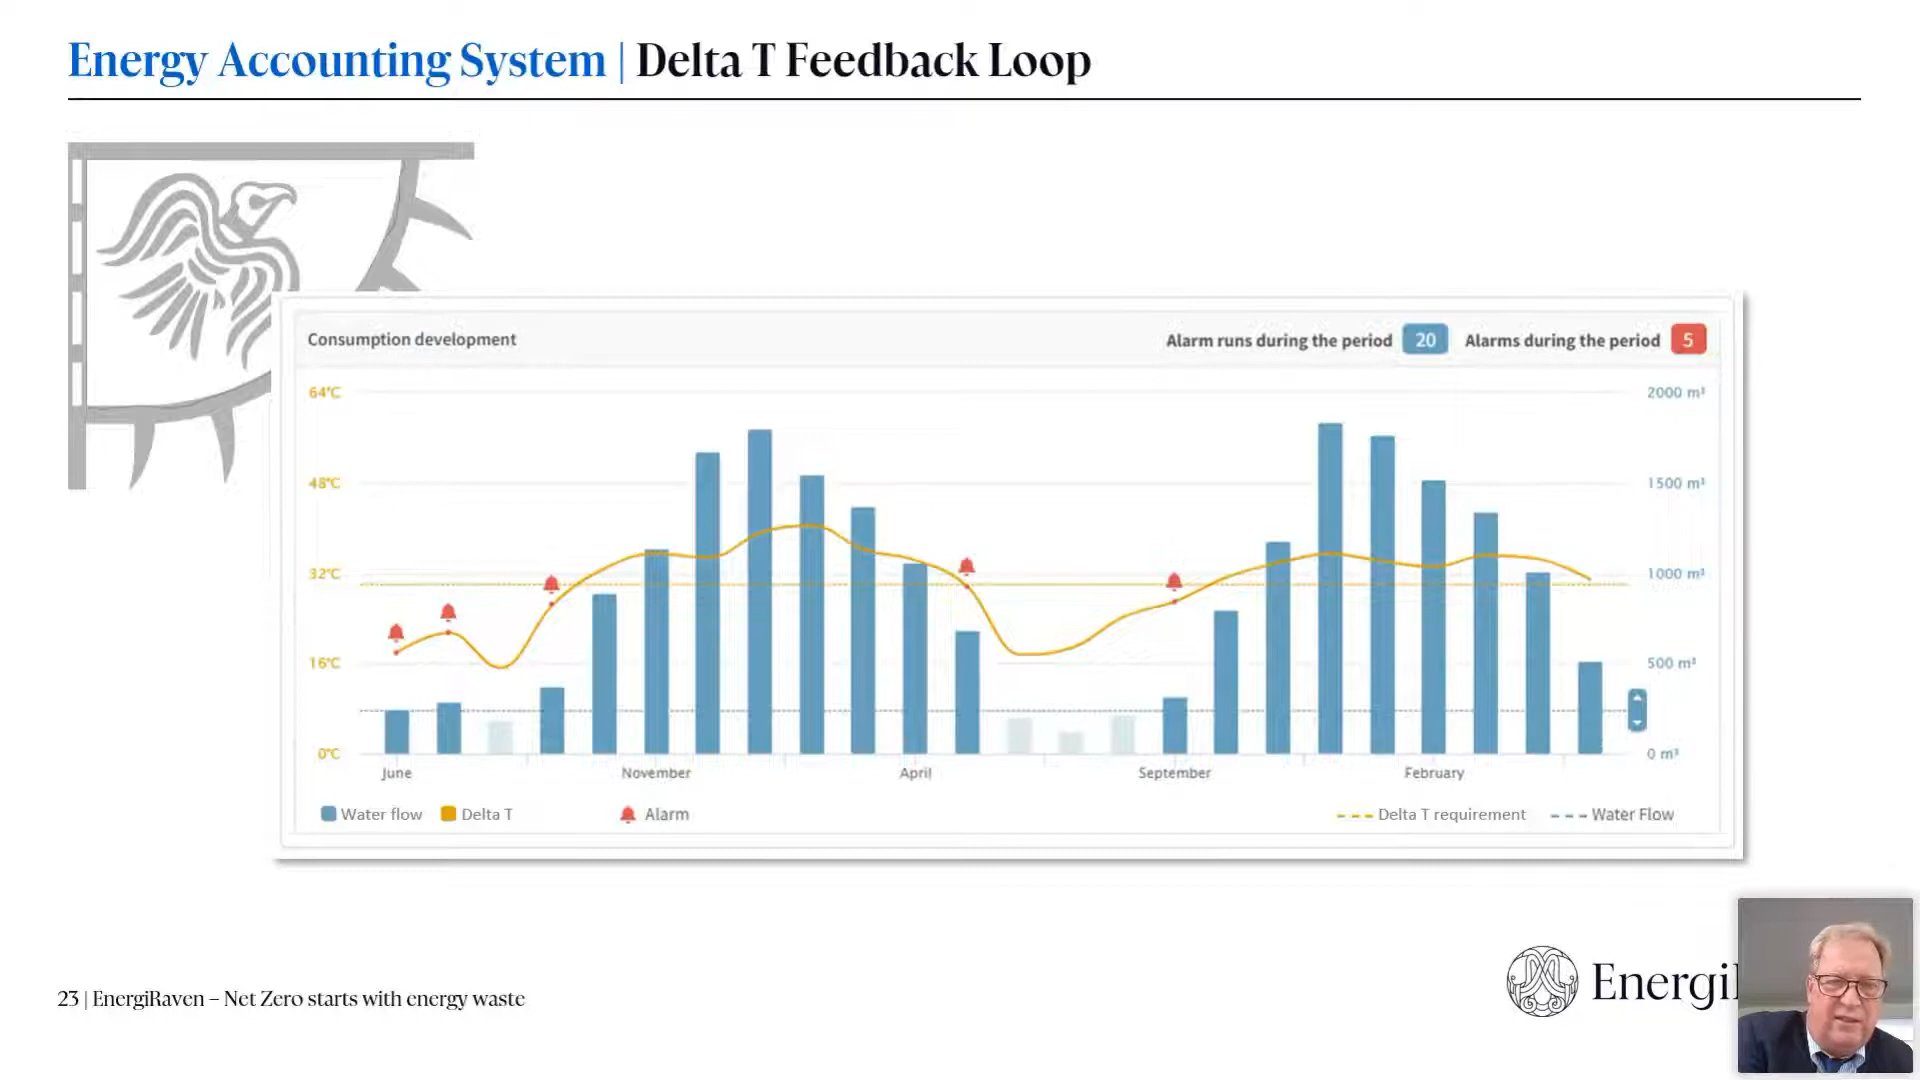 Energy Accounting System | Delta T Feedback Loop
Consumption development
Alarm runs during the period 20 Alarms during the period 5
64°C
2000 m³
48°C
1500 m³
32°C
1000 m³
16°C
500 m³
0°C
0 m³
June November April September February
Water flow Delta T Alarm Delta T requirement Water Flow
23 | EnergiRaven – Net Zero starts with energy waste
Energi